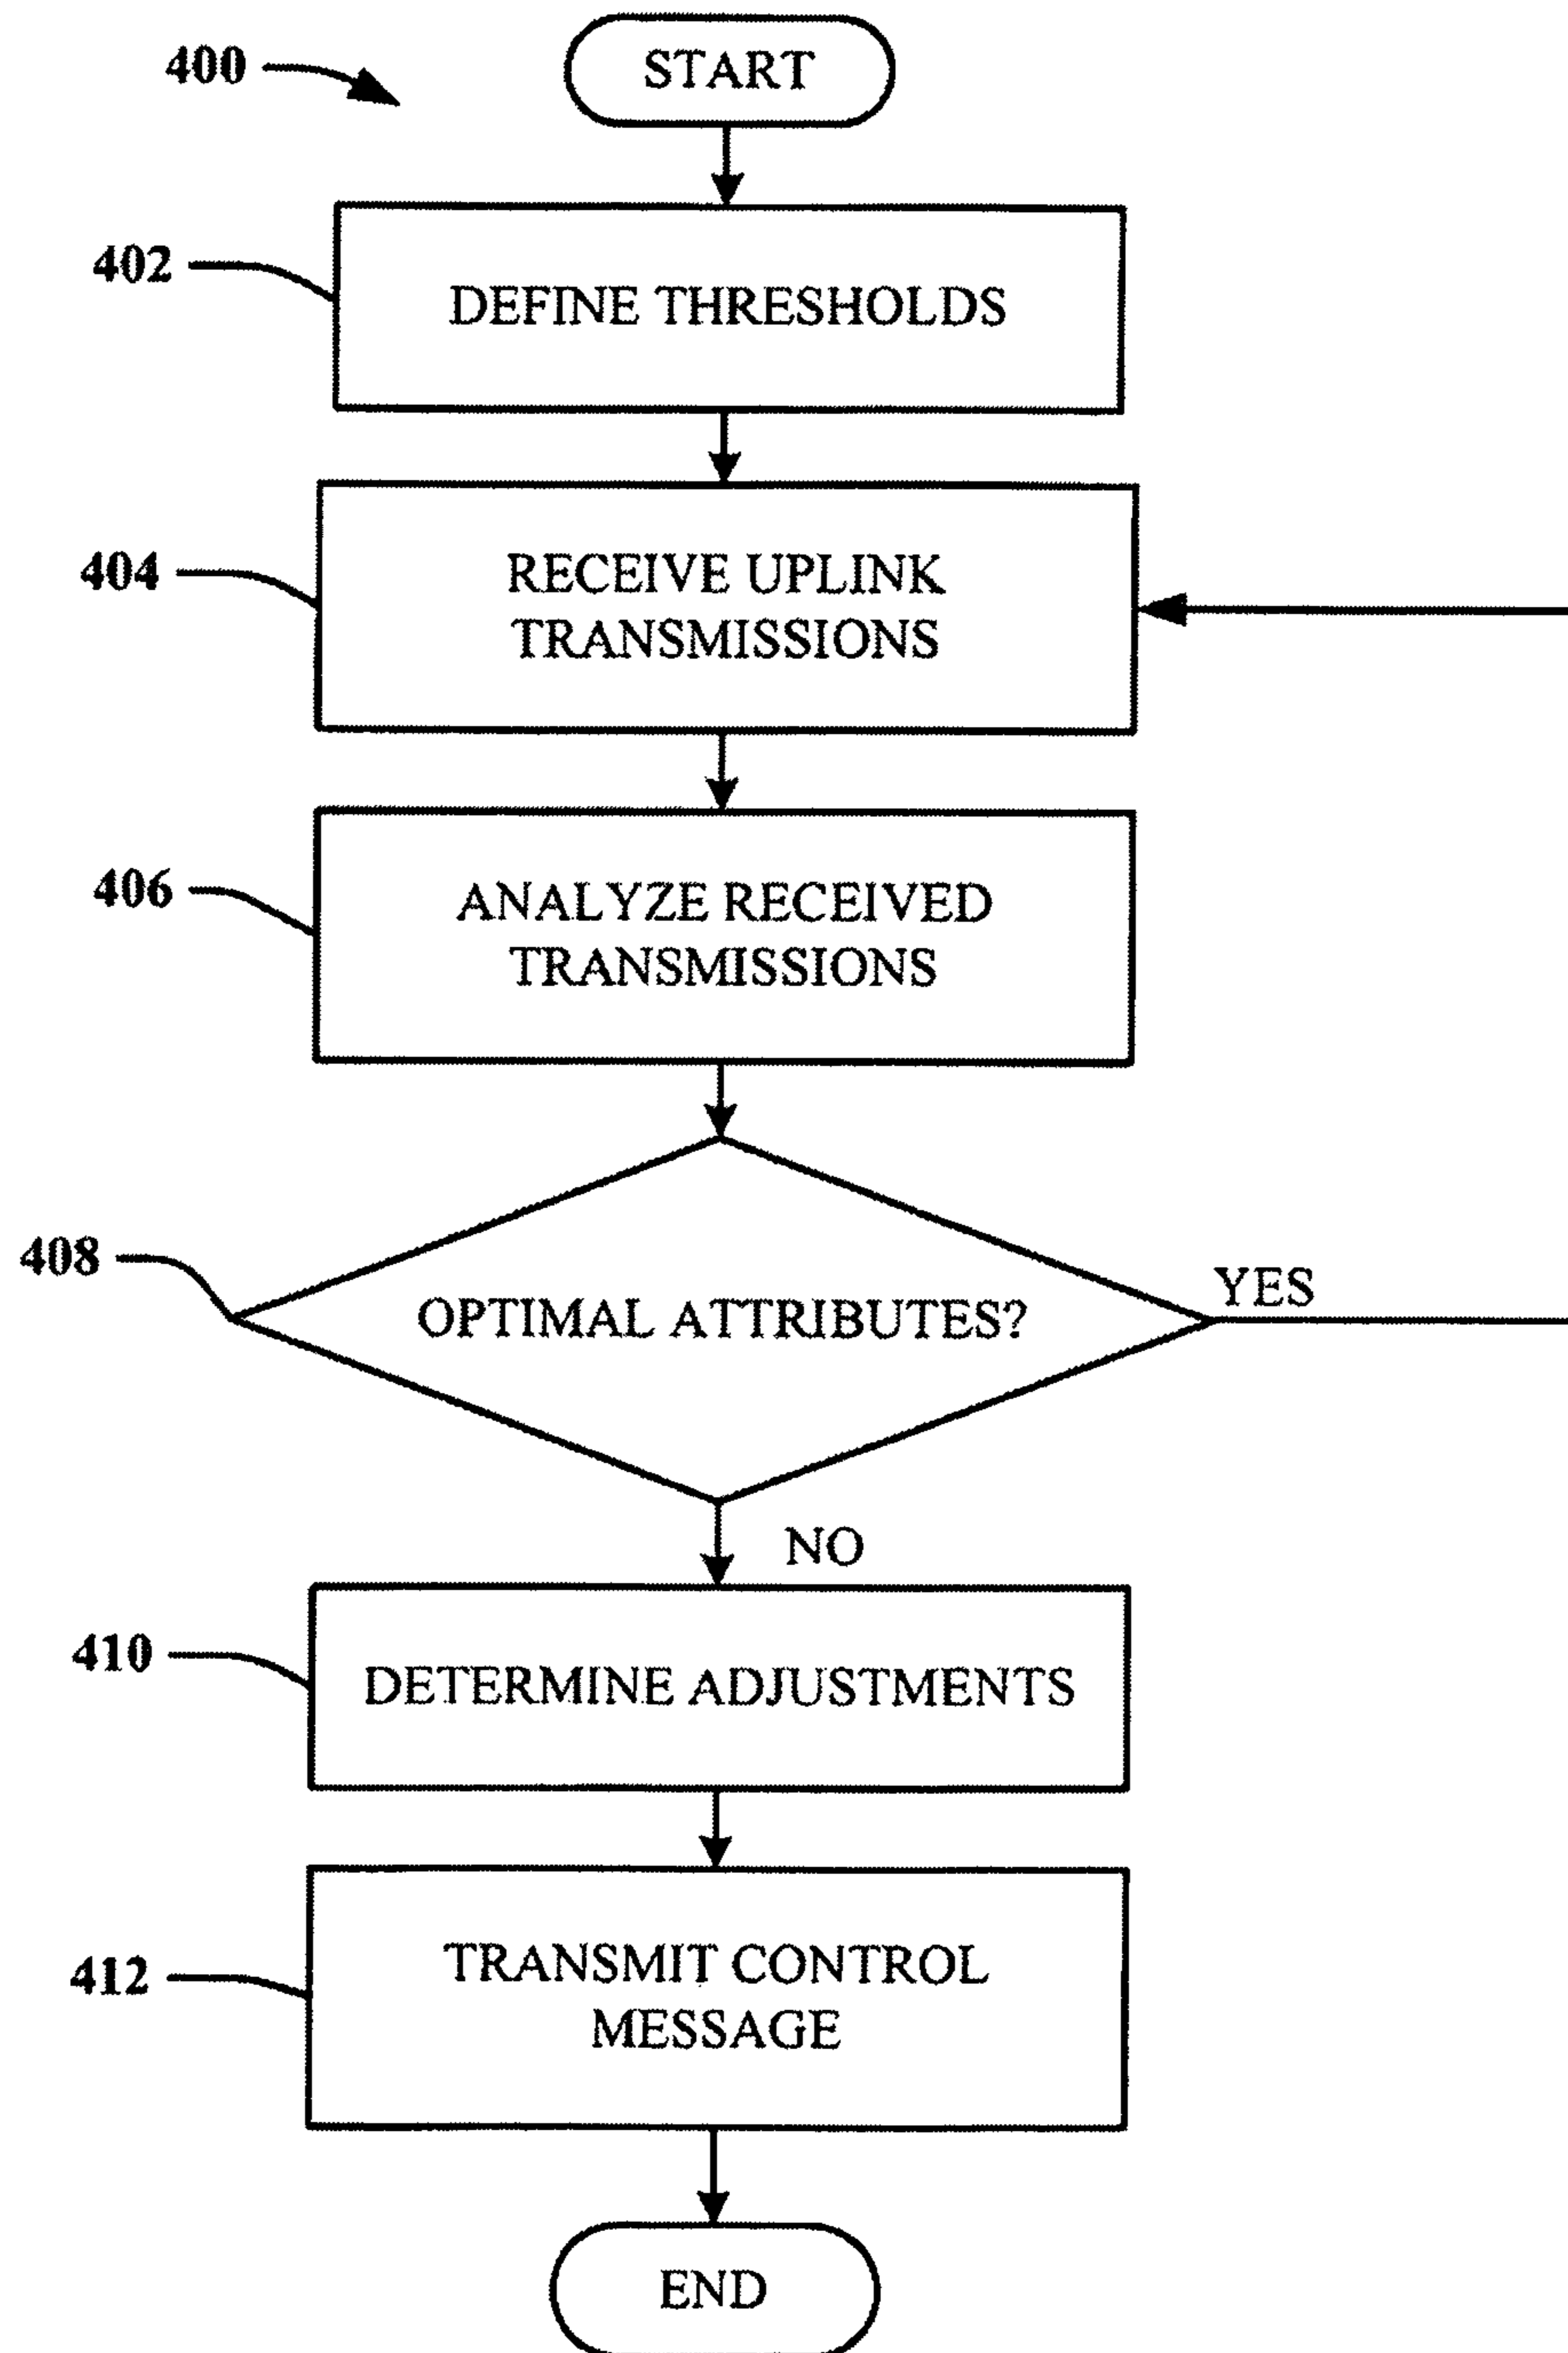 400
START
402
DEFINE THRESHOLDS
404
RECEIVE UPLINK
TRANSMISSIONS
406
ANALYZE RECEIVED
TRANSMISSIONS
408
OPTIMAL ATTRIBUTES?
YES
NO
410
DETERMINE ADJUSTMENTS
412
TRANSMIT CONTROL
MESSAGE
END